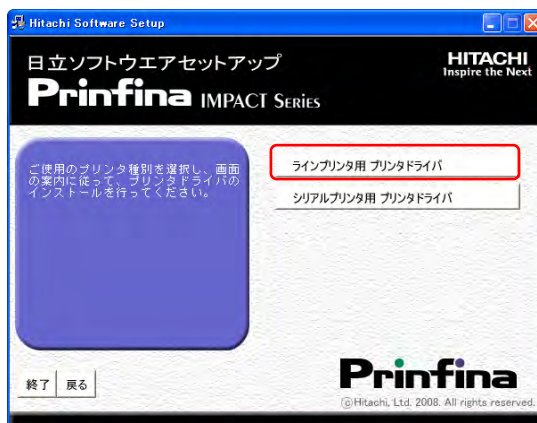 Hitachi Software Setup
日立ソフトウエアセットアップ
HITACHI
Inspire the Next
Prinfina IMPACT SERIES
ご使用のプリンタ種別を選択し、画面
の案内に従って、プリンタドライバの
インストールを行ってください。
ラインプリンタ用 プリンタドライバ
シリアルプリンタ用 プリンタドライバ
終了 戻る
Prinfina
©Hitachi, Ltd. 2008. All rights reserved.